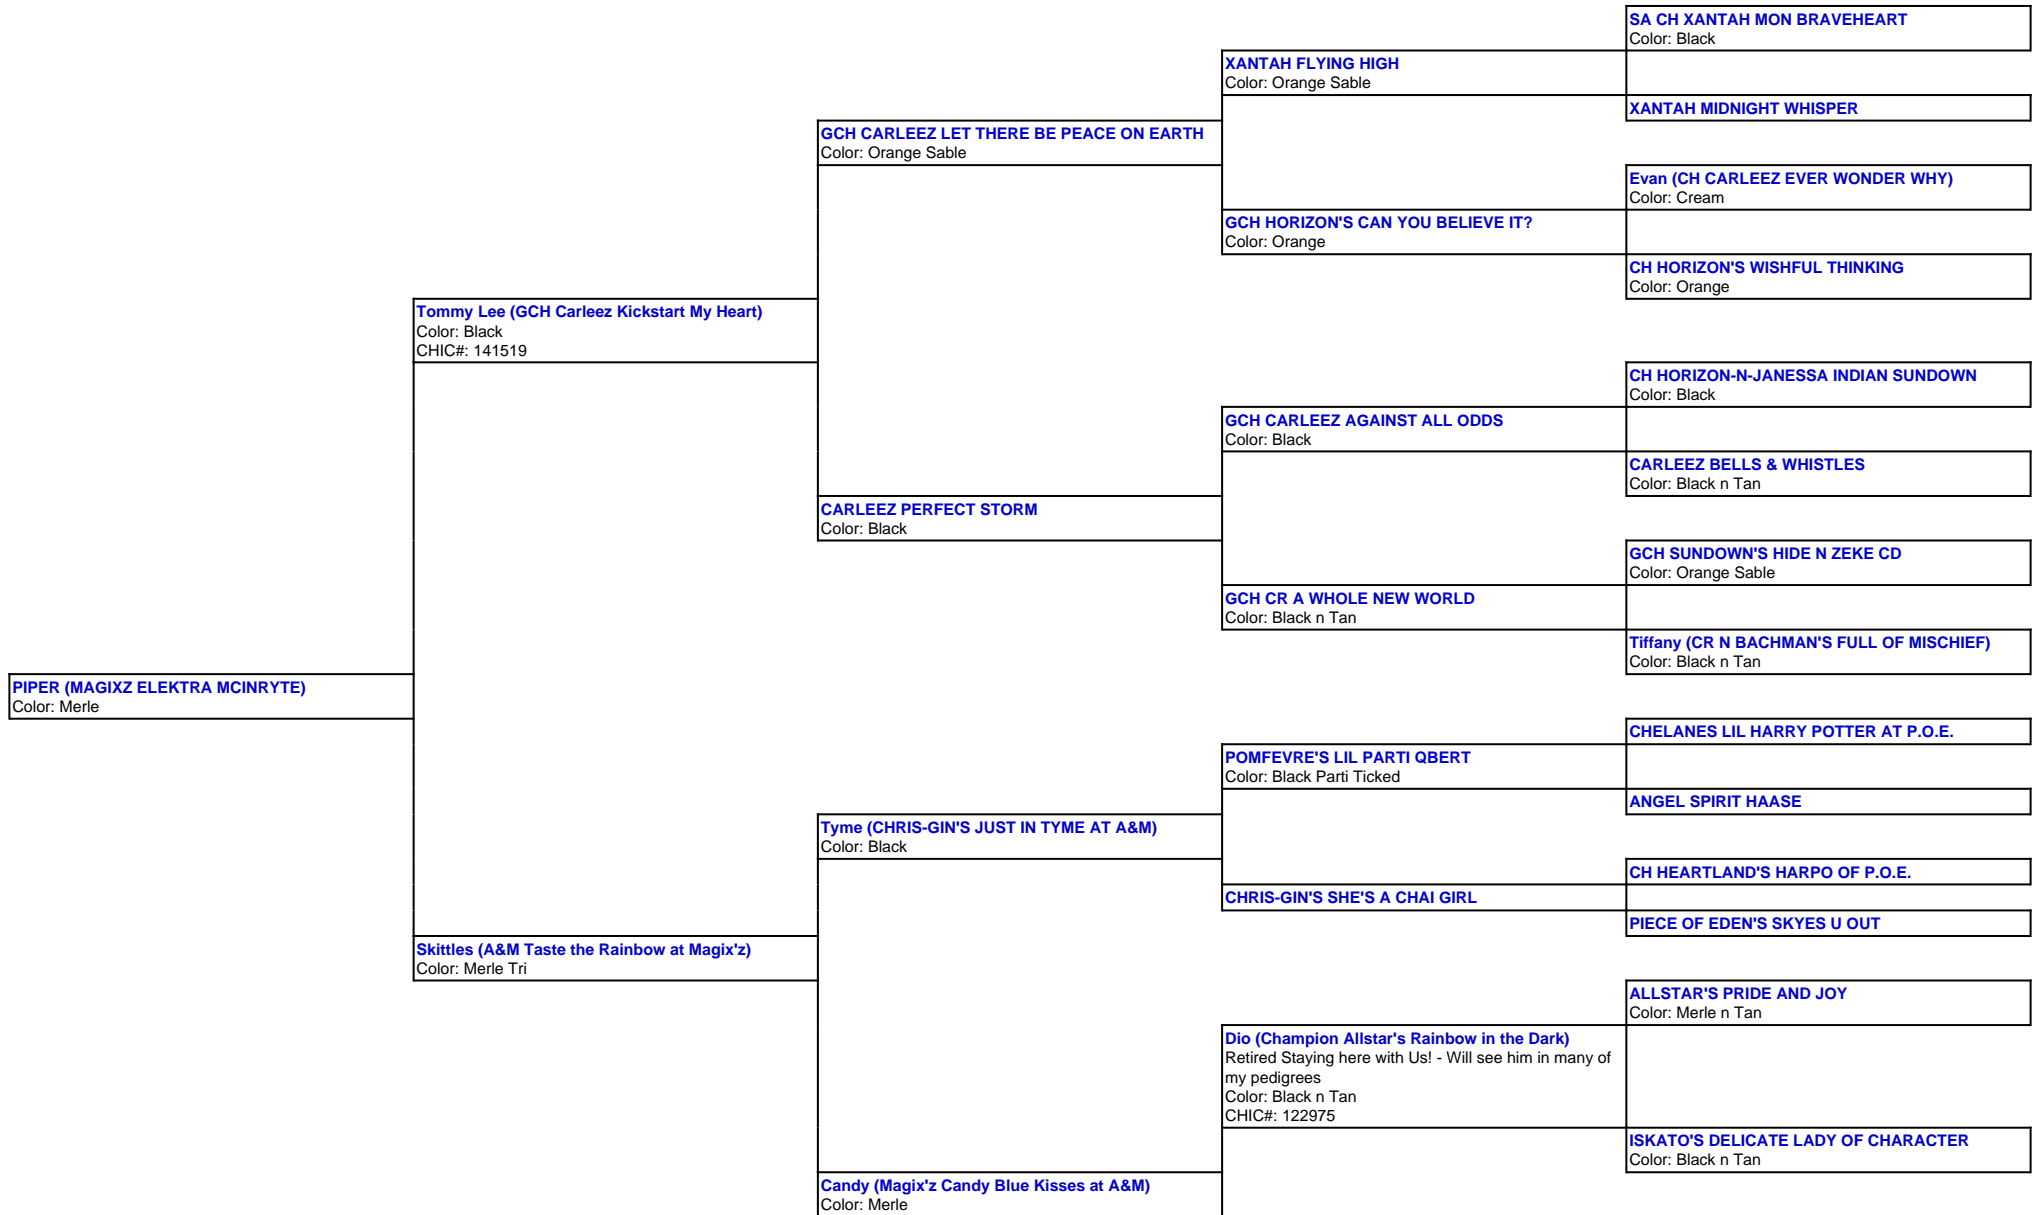 SA CH XANTAH MON BRAVEHEART
Color: Black
XANTAH FLYING HIGH
Color: Orange Sable
XANTAH MIDNIGHT WHISPER
GCH CARLEEZ LET THERE BE PEACE ON EARTH
Color: Orange Sable
Evan (CH CARLEEZ EVER WONDER WHY)
Color: Cream
GCH HORIZON'S CAN YOU BELIEVE IT?
Color: Orange
CH HORIZON'S WISHFUL THINKING
Color: Orange
Tommy Lee (GCH Carleez Kickstart My Heart)
Color: Black
CHIC#: 141519
CH HORIZON-N-JANESSA INDIAN SUNDOWN
Color: Black
GCH CARLEEZ AGAINST ALL ODDS
Color: Black
CARLEEZ BELLS & WHISTLES
Color: Black n Tan
CARLEEZ PERFECT STORM
Color: Black
GCH SUNDOWN'S HIDE N ZEKE CD
Color: Orange Sable
GCH CR A WHOLE NEW WORLD
Color: Black n Tan
Tiffany (CR N BACHMAN'S FULL OF MISCHIEF)
Color: Black n Tan
PIPER (MAGIXZ ELEKTRA MCINRYTE)
Color: Merle
CHELANES LIL HARRY POTTER AT P.O.E.
POMFEVRE'S LIL PARTI QBERT
Color: Black Parti Ticked
ANGEL SPIRIT HAASE
Tyme (CHRIS-GIN'S JUST IN TYME AT A&M)
Color: Black
CH HEARTLAND'S HARPO OF P.O.E.
CHRIS-GIN'S SHE'S A CHAI GIRL
PIECE OF EDEN'S SKYES U OUT
Skittles (A&M Taste the Rainbow at Magix'z)
Color: Merle Tri
ALLSTAR'S PRIDE AND JOY
Color: Merle n Tan
Dio (Champion Allstar's Rainbow in the Dark)
Retired Staying here with Us! - Will see him in many of
my pedigrees
Color: Black n Tan
CHIC#: 122975
ISKATO'S DELICATE LADY OF CHARACTER
Color: Black n Tan
Candy (Magix'z Candy Blue Kisses at A&M)
Color: Merle